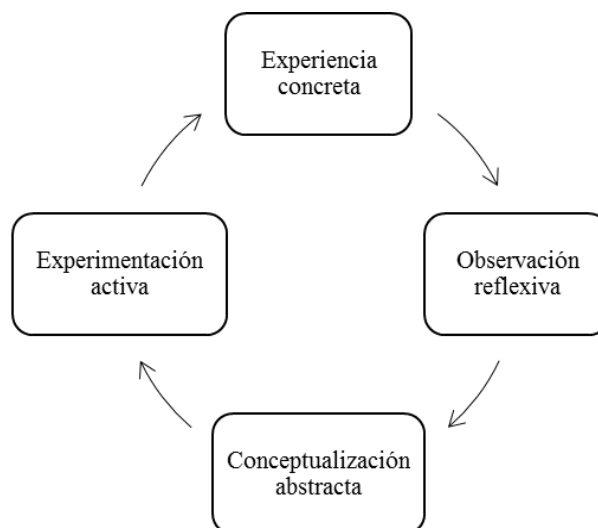 Experiencia
concreta
Experimentación
activa
Observación
reflexiva
Conceptualización
abstracta